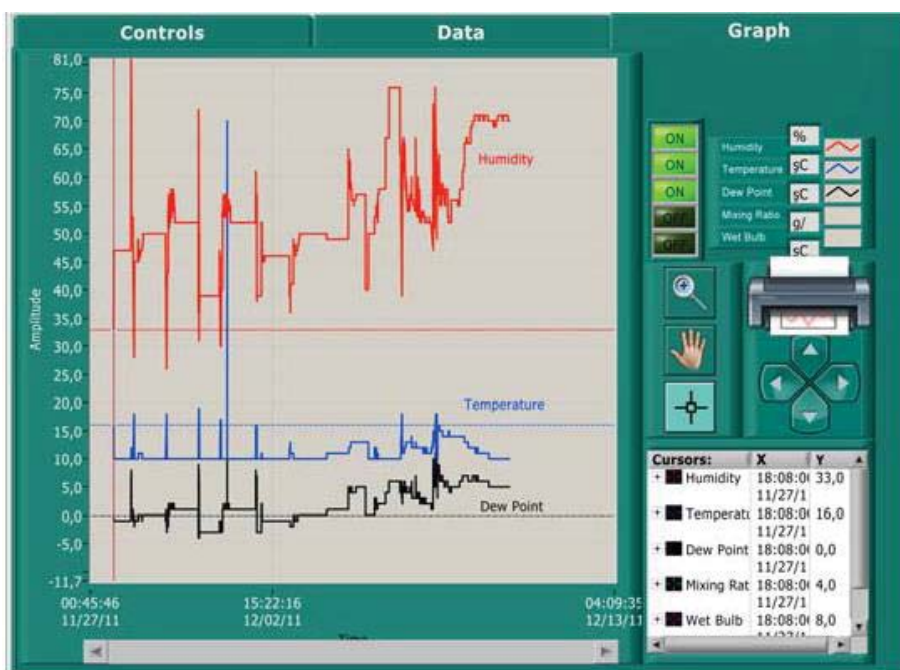 Controls
Data
Graph
81,0
75,0
70,0
65,0
60,0
55,0
50,0
45,0
40,0
35,0
30,0
25,0
20,0
15,0
10,0
5,0
0,0
-5,0
-11,7
Amplitude
Humidity
Temperature
Dew Point
00:45:46
11/27/11
15:22:16
12/02/11
04:09:35
12/13/11
Time
ON
ON
ON
OFF
OFF
Humidity %
Temperature şC
Dew Point şC
Mixing Ratio g/
Wet Bulb şC
Cursors: X Y
+ Humidity 18:08:0 33,0
11/27/1
+ Temperatu 18:08:0 16,0
11/27/1
+ Dew Point 18:08:0 0,0
11/27/1
+ Mixing Rat 18:08:0 4,0
11/27/1
+ Wet Bulb 18:08:0 8,0
11/27/1